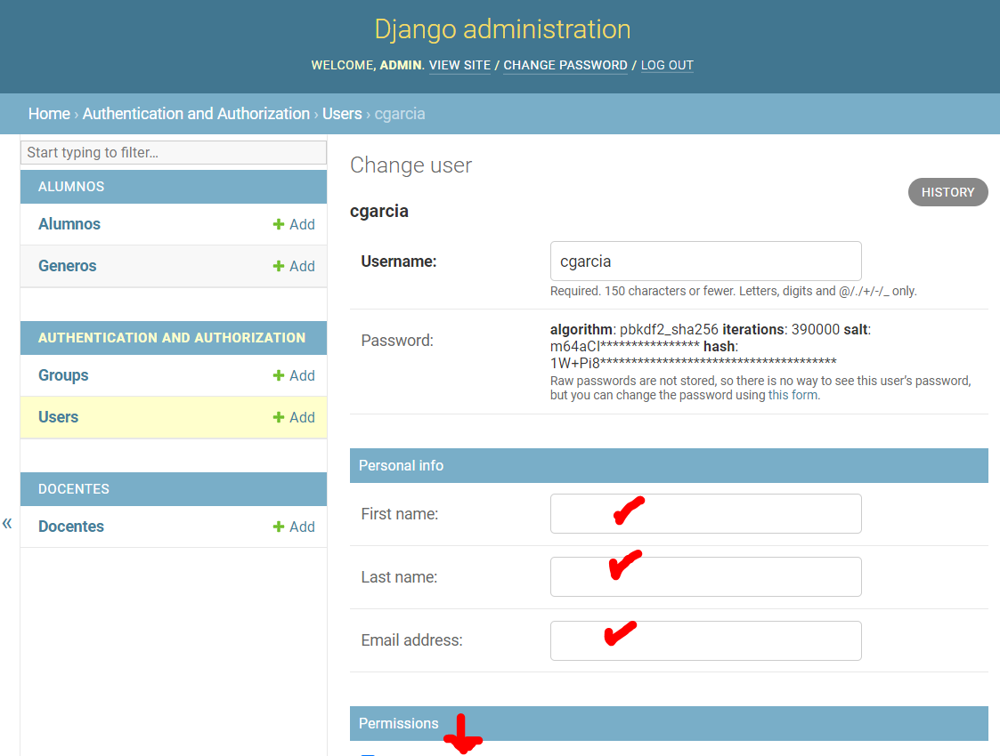 Django administration
WELCOME, ADMIN. VIEW SITE / CHANGE PASSWORD / LOG OUT
Home › Authentication and Authorization › Users › cgarcia
Start typing to filter...
ALUMNOS
Alumnos + Add
Generos + Add
AUTHENTICATION AND AUTHORIZATION
Groups + Add
Users + Add
DOCENTES
Docentes + Add
«
Change user
HISTORY
cgarcia
Username: cgarcia
Required. 150 characters or fewer. Letters, digits and @/./+/-/_ only.
Password: algorithm: pbkdf2_sha256 iterations: 390000 salt:
m64aCl**************** hash:
1W+Pi8**************************************
Raw passwords are not stored, so there is no way to see this user's password,
but you can change the password using this form.
Personal info
First name:
Last name:
Email address:
Permissions